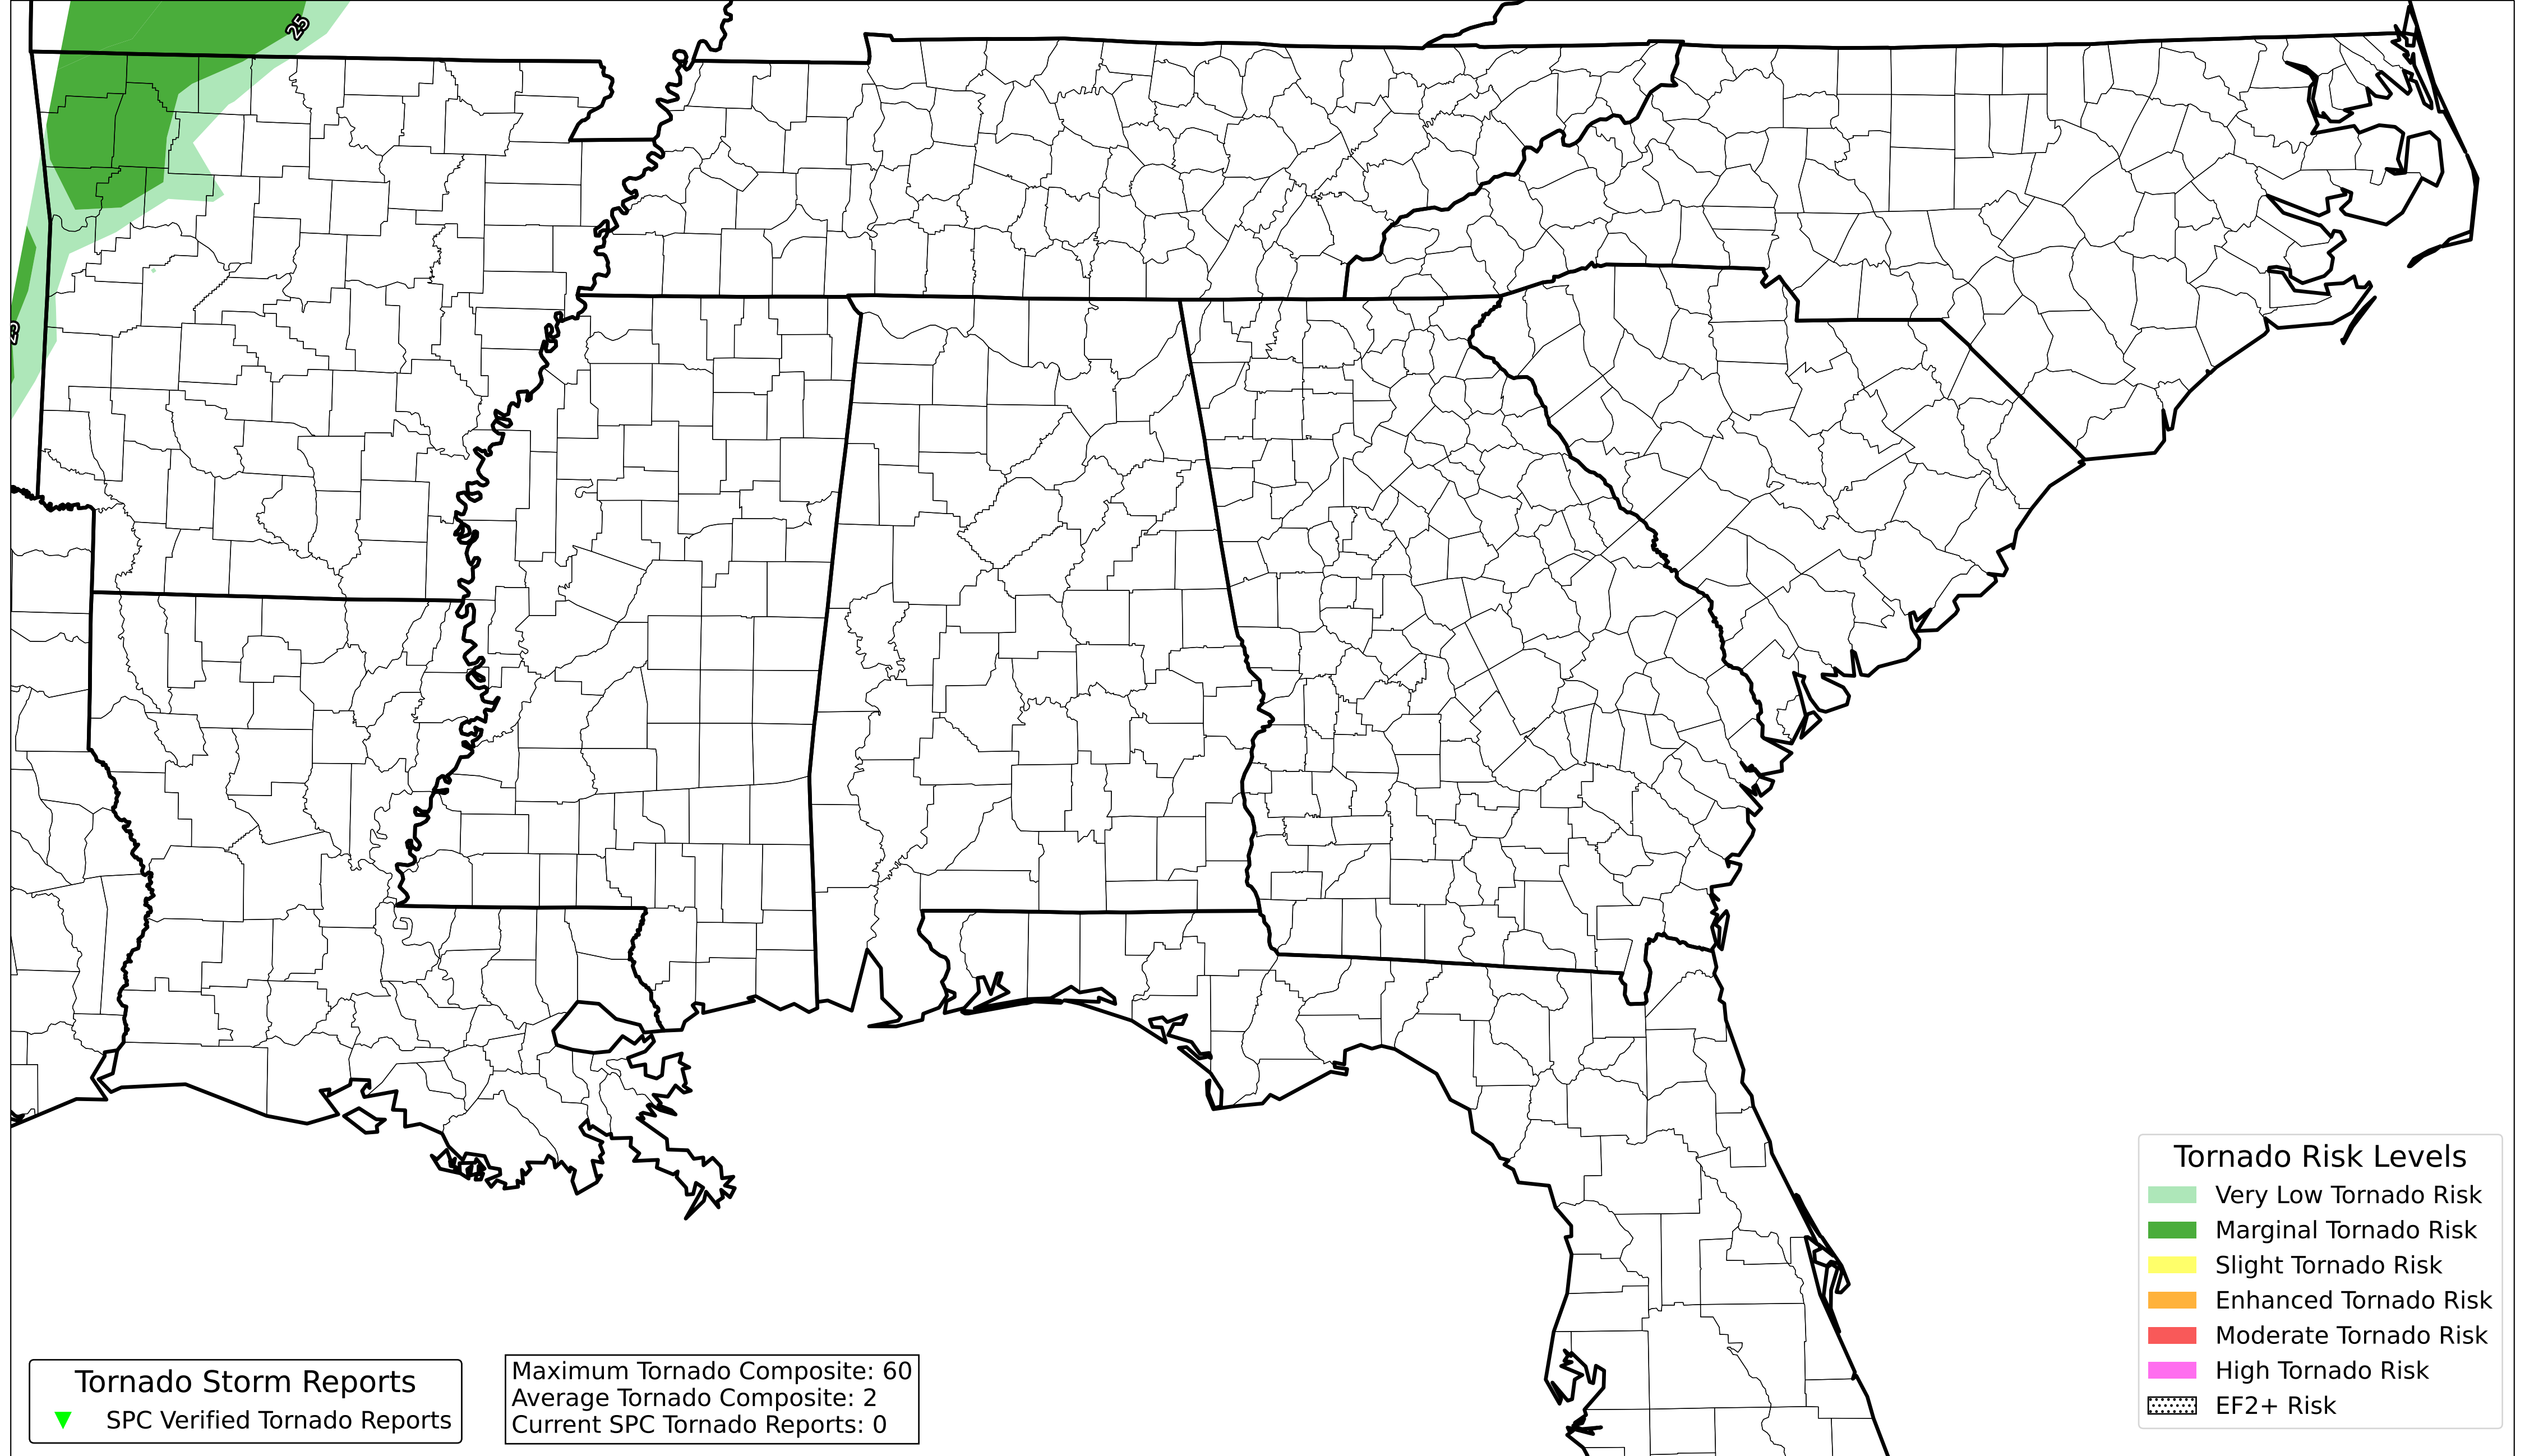 25
Tornado Storm Reports
SPC Verified Tornado Reports
Maximum Tornado Composite: 60
Average Tornado Composite: 2
Current SPC Tornado Reports: 0
Tornado Risk Levels
Very Low Tornado Risk
Marginal Tornado Risk
Slight Tornado Risk
Enhanced Tornado Risk
Moderate Tornado Risk
High Tornado Risk
EF2+ Risk